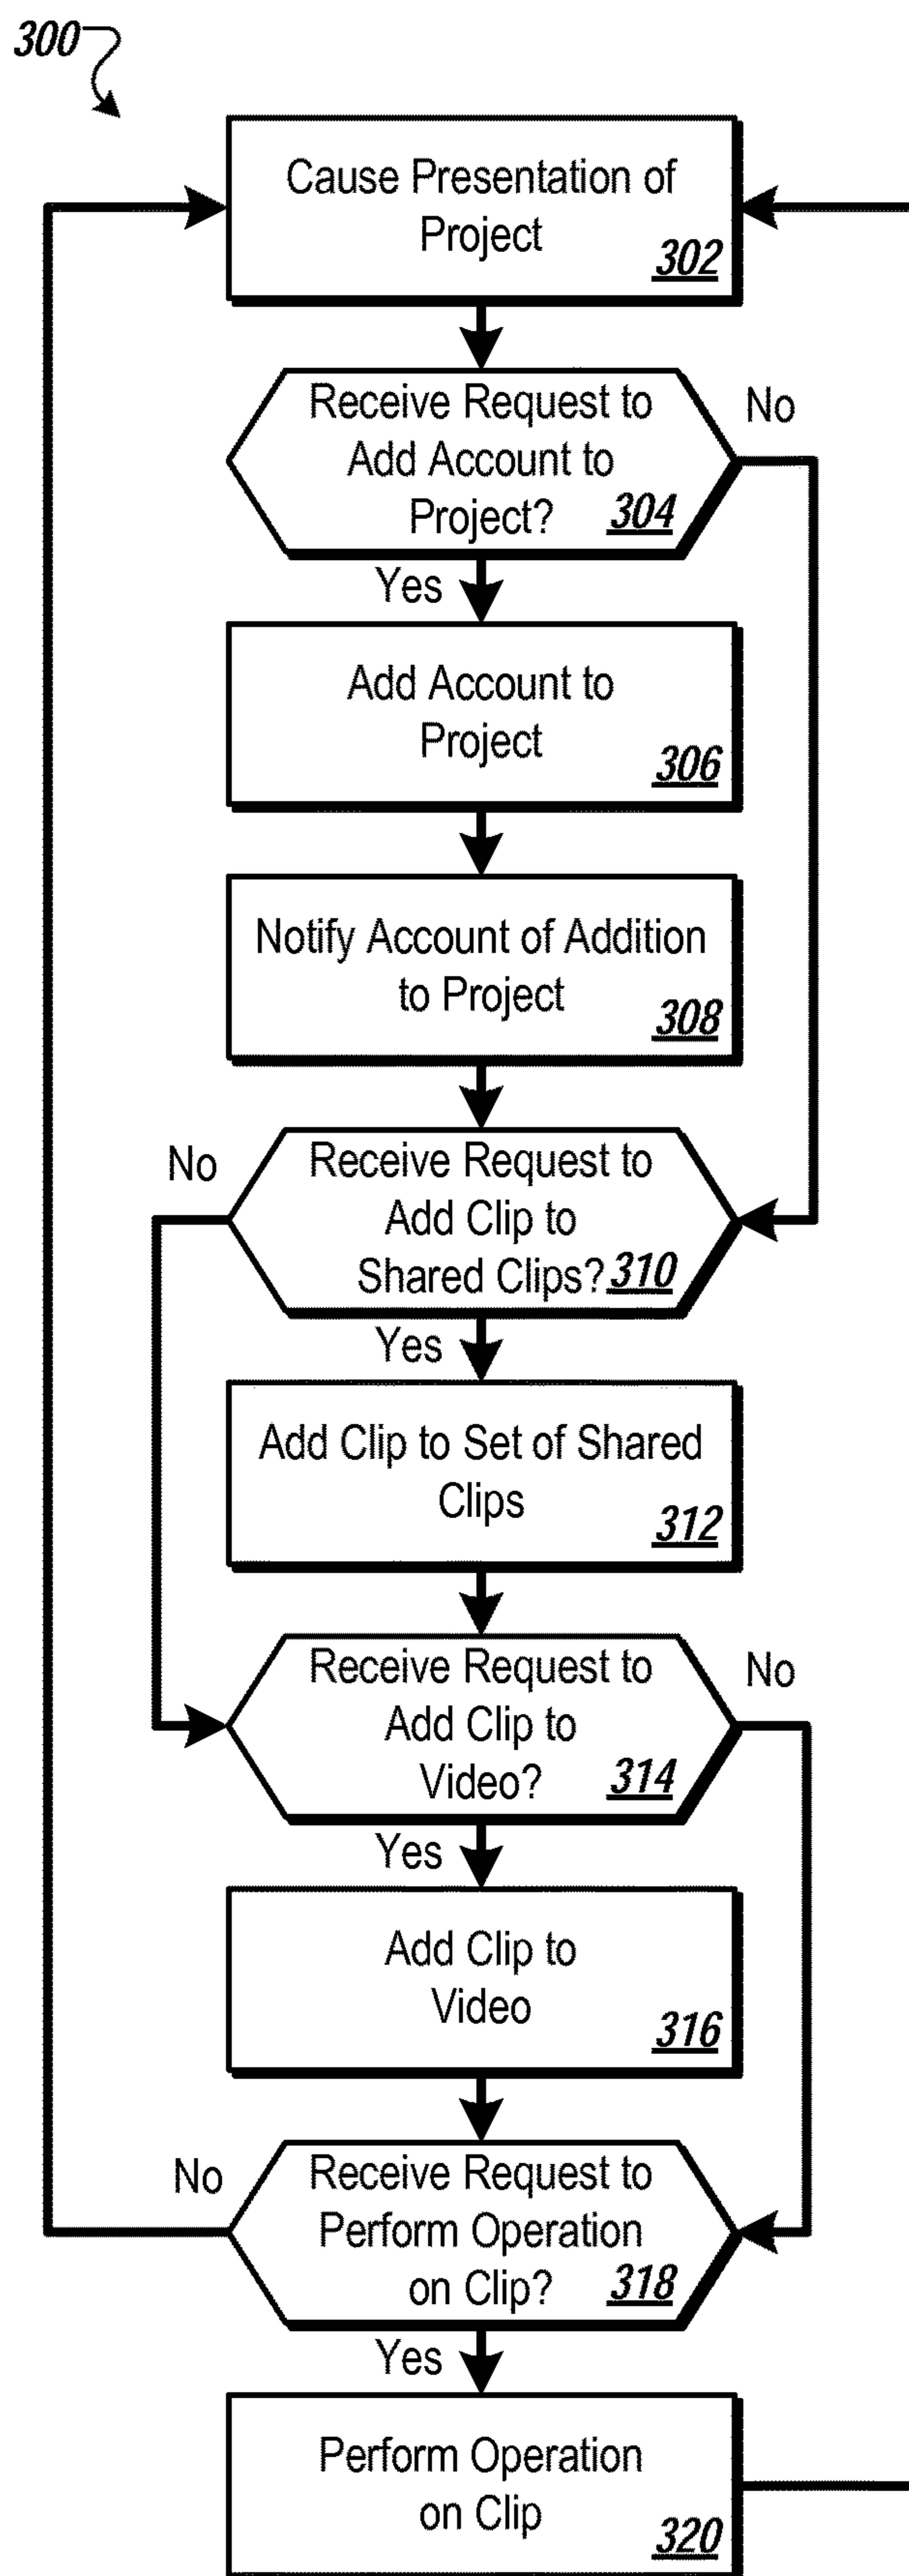 300
Cause Presentation of
Project
302
Receive Request to
Add Account to
Project? 304
No
Yes
Add Account to
Project
306
Notify Account of Addition
to Project
308
No
Receive Request to
Add Clip to
Shared Clips? 310
Yes
Add Clip to Set of Shared
Clips
312
Receive Request to
Add Clip to
Video? 314
No
Yes
Add Clip to
Video
316
No
Receive Request to
Perform Operation
on Clip? 318
Yes
Perform Operation
on Clip
320